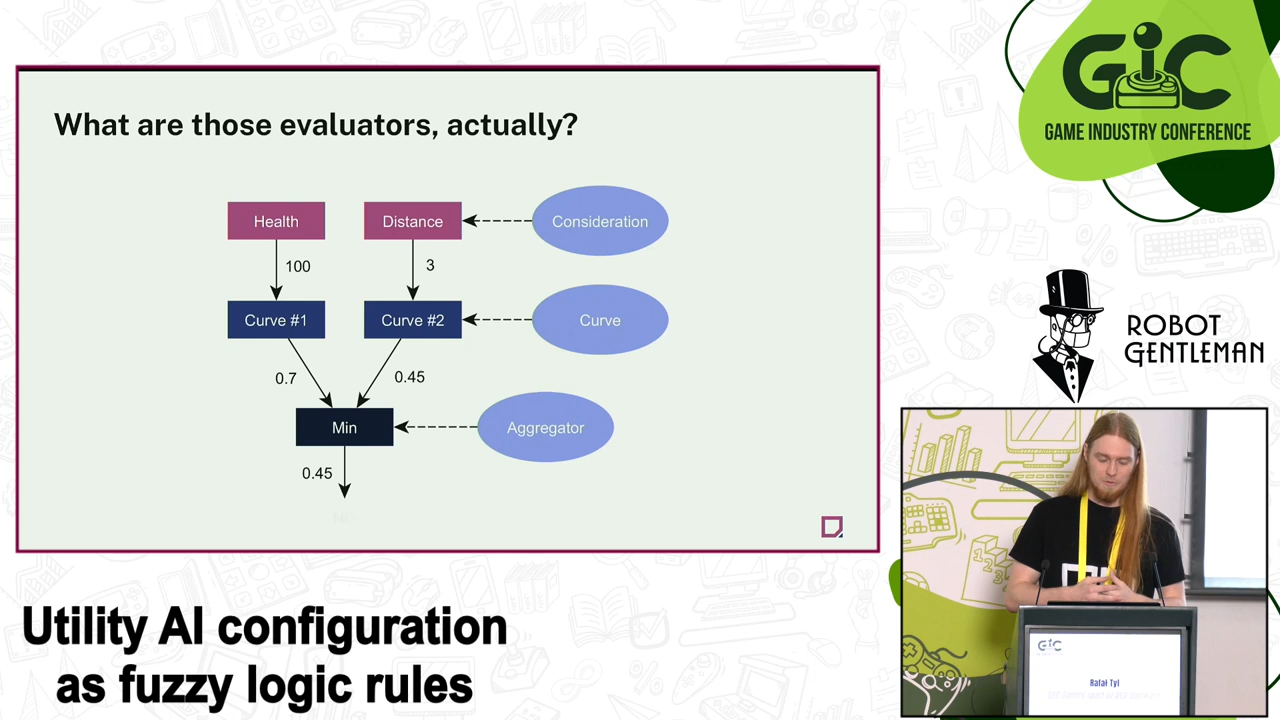 What are those evaluators, actually?
Health
Distance
Consideration
100
3
Curve #1
Curve #2
Curve
0.7
0.45
Min
Aggregator
0.45
GIC
GAME INDUSTRY CONFERENCE
ROBOT
GENTLEMAN
GIC
Rafał Tyl
Utility AI configuration
as fuzzy logic rules